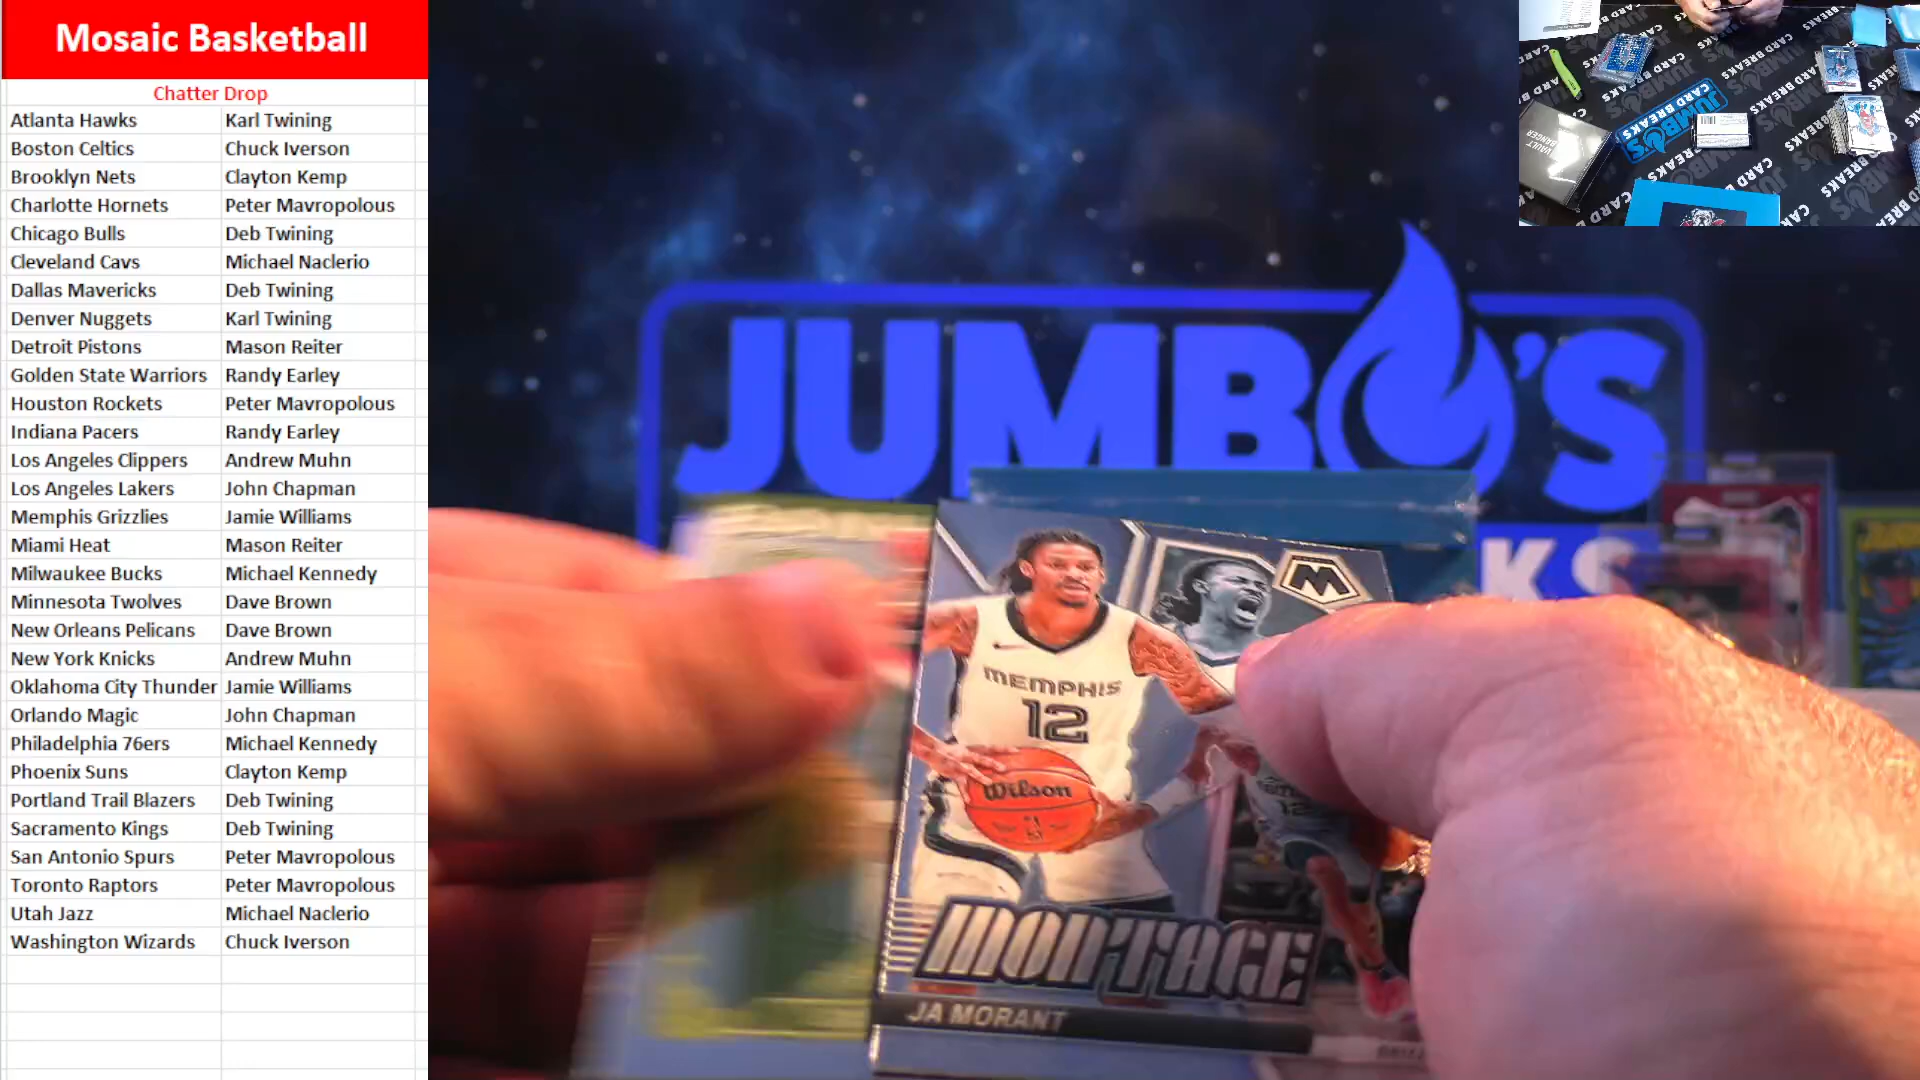 Mosaic Basketball
Chatter Drop
Atlanta Hawks Karl Twining
Boston Celtics Chuck Iverson
Brooklyn Nets Clayton Kemp
Charlotte Hornets Peter Mavropolous
Chicago Bulls Deb Twining
Cleveland Cavs Michael Naclerio
Dallas Mavericks Deb Twining
Denver Nuggets Karl Twining
Detroit Pistons Mason Reiter
Golden State Warriors Randy Earley
Houston Rockets Peter Mavropolous
Indiana Pacers Randy Earley
Los Angeles Clippers Andrew Muhn
Los Angeles Lakers John Chapman
Memphis Grizzlies Jamie Williams
Miami Heat Mason Reiter
Milwaukee Bucks Michael Kennedy
Minnesota Twolves Dave Brown
New Orleans Pelicans Dave Brown
New York Knicks Andrew Muhn
Oklahoma City Thunder Jamie Williams
Orlando Magic John Chapman
Philadelphia 76ers Michael Kennedy
Phoenix Suns Clayton Kemp
Portland Trail Blazers Deb Twining
Sacramento Kings Deb Twining
San Antonio Spurs Peter Mavropolous
Toronto Raptors Peter Mavropolous
Utah Jazz Michael Naclerio
Washington Wizards Chuck Iverson
JUMBO'S
KS
M
MEMPHIS
12
Wilson
12
MONTAGE
JA MORANT
JUMBO'S
CARD BREAKS
VAULT
RANGER